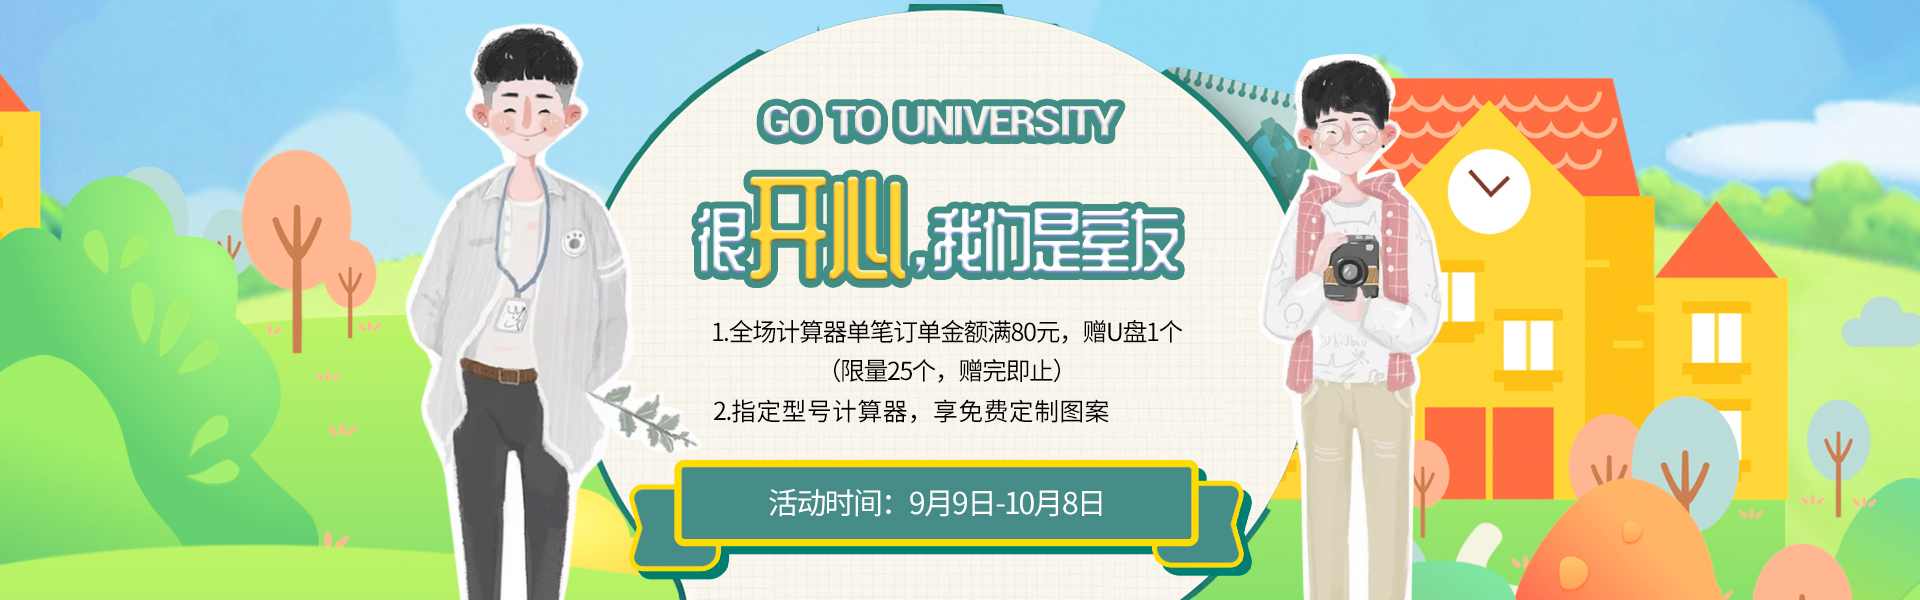 GO TO UNIVERSITY
很开心,我们是室友
1.全场计算器单笔订单金额满80元，赠U盘1个
（限量25个，赠完即止）
2.指定型号计算器，享免费定制图案
活动时间：9月9日-10月8日